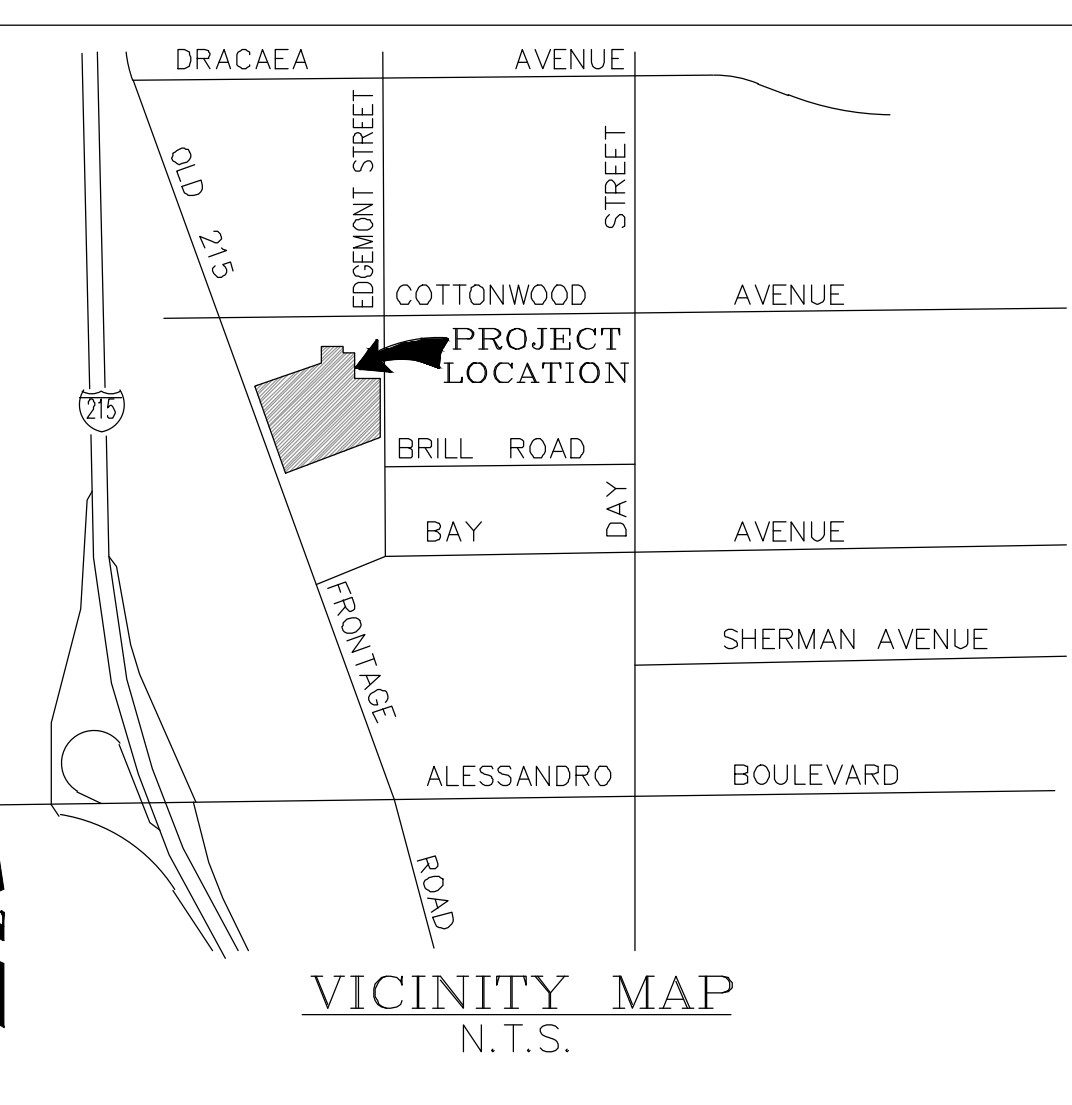 DRACAEA AVENUE
EDGEMONT STREET
OLD 215
STREET
COTTONWOOD AVENUE
PROJECT
LOCATION
215
BRILL ROAD
DAY
BAY AVENUE
FRONTAGE
SHERMAN AVENUE
ALESSANDRO BOULEVARD
ROAD
VICINITY MAP
N.T.S.